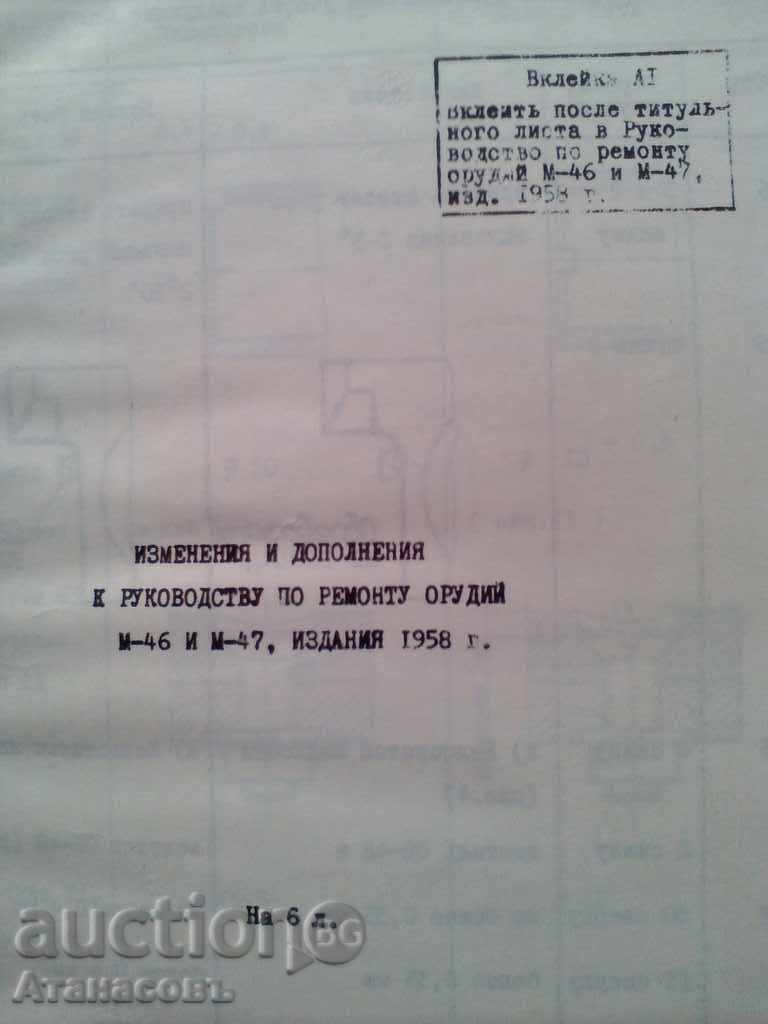 Вклейка AI
Вклеить после титуль-
ного листа в Руко-
водство по ремонту
орудий М-46 и М-47,
изд. 1958 г.
ИЗМЕНЕНИЯ И ДОПОЛНЕНИЯ
К РУКОВОДСТВУ ПО РЕМОНТУ ОРУДИЙ
М-46 И М-47, ИЗДАНИЯ 1958 г.
На 6 л.
auction BG
Атанасовъ